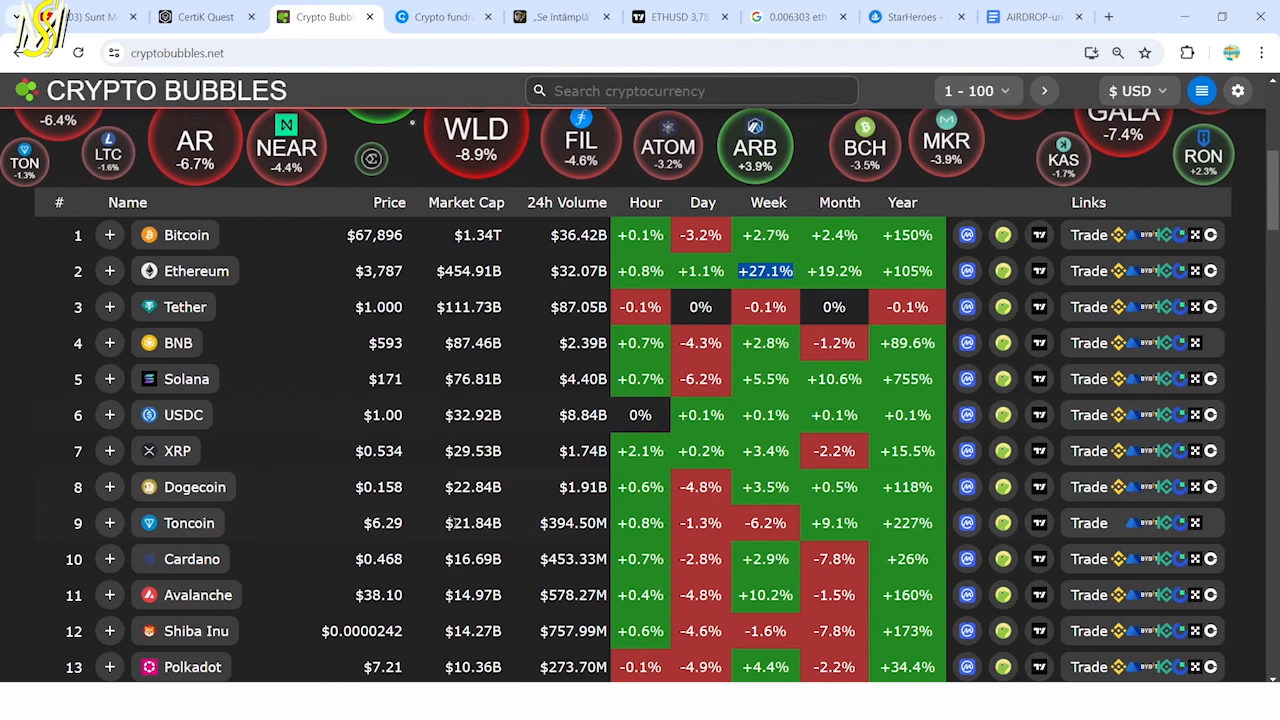 03) Sunt M
CertiK Quest
Crypto Bubbl
Crypto fundra
„Se întâmplă
ETHUSD 3,78
0.006303 eth
StarHeroes -
AIRDROP-ur
cryptobubbles.net
CRYPTO BUBBLES
Search cryptocurrency
1 - 100
$ USD
-6.4%
TON
-1.3%
LTC
-1.6%
AR
-6.7%
NEAR
-4.4%
WLD
-8.9%
FIL
-4.6%
ATOM
-3.2%
ARB
+3.9%
BCH
-3.5%
MKR
-3.9%
KAS
-1.7%
GALA
-7.4%
RON
+2.3%
# Name Price Market Cap 24h Volume Hour Day Week Month Year Links
1 + Bitcoin $67,896 $1.34T $36.42B +0.1% -3.2% +2.7% +2.4% +150% Trade
2 + Ethereum $3,787 $454.91B $32.07B +0.8% +1.1% +27.1% +19.2% +105% Trade
3 + Tether $1.000 $111.73B $87.05B -0.1% 0% -0.1% 0% -0.1% Trade
4 + BNB $593 $87.46B $2.39B +0.7% -4.3% +2.8% -1.2% +89.6% Trade
5 + Solana $171 $76.81B $4.40B +0.7% -6.2% +5.5% +10.6% +755% Trade
6 + USDC $1.00 $32.92B $8.84B 0% +0.1% +0.1% +0.1% +0.1% Trade
7 + XRP $0.534 $29.53B $1.74B +2.1% +0.2% +3.4% -2.2% +15.5% Trade
8 + Dogecoin $0.158 $22.84B $1.91B +0.6% -4.8% +3.5% +0.5% +118% Trade
9 + Toncoin $6.29 $21.84B $394.50M +0.8% -1.3% -6.2% +9.1% +227% Trade
10 + Cardano $0.468 $16.69B $453.33M +0.7% -2.8% +2.9% -7.8% +26% Trade
11 + Avalanche $38.10 $14.97B $578.27M +0.4% -4.8% +10.2% -1.5% +160% Trade
12 + Shiba Inu $0.0000242 $14.27B $757.99M +0.6% -4.6% -1.6% -7.8% +173% Trade
13 + Polkadot $7.21 $10.36B $273.70M -0.1% -4.9% +4.4% -2.2% +34.4% Trade